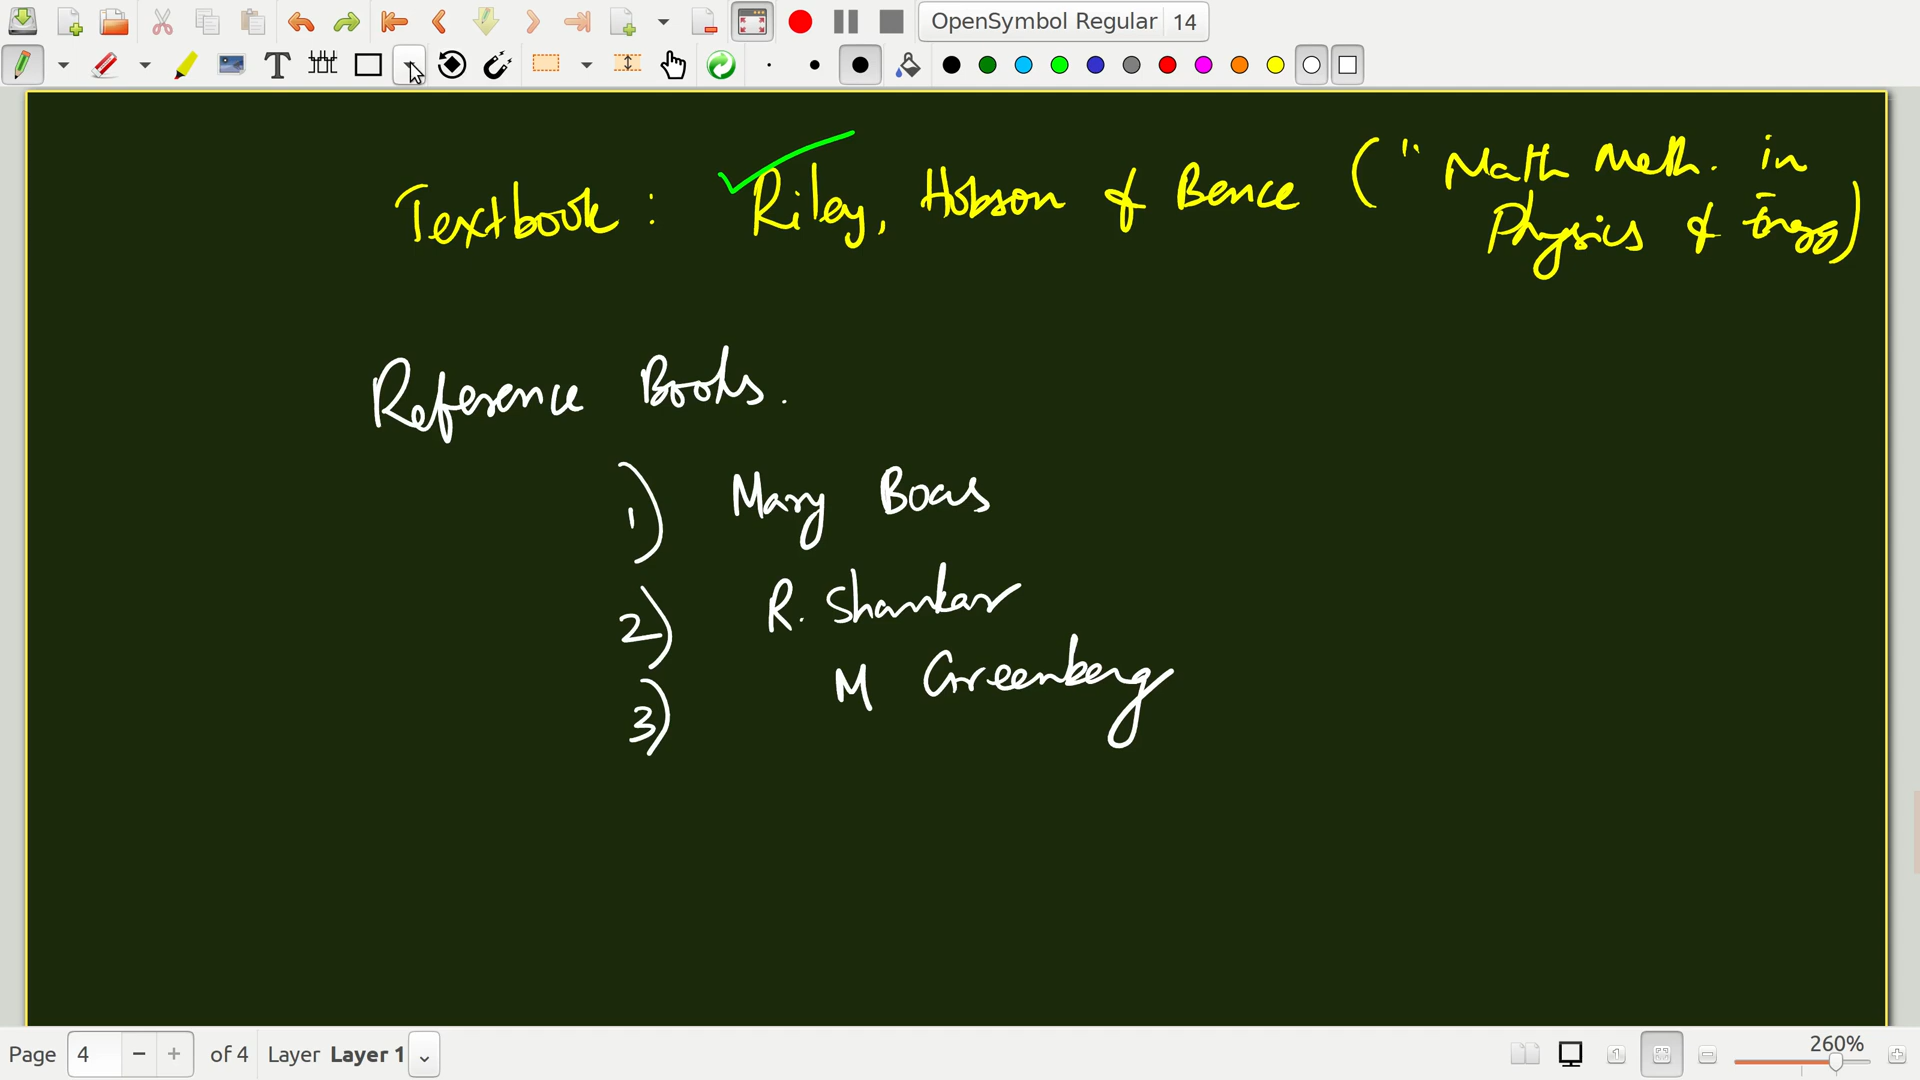 OpenSymbol Regular 14
Textbook : Riley, Hobson & Bence ("Math Meth. in
Physics & Engg)
Reference Books.
1) Mary Boas
2) R. Shankar
3) M Greenberg
Page 4 of 4 Layer Layer 1 260%